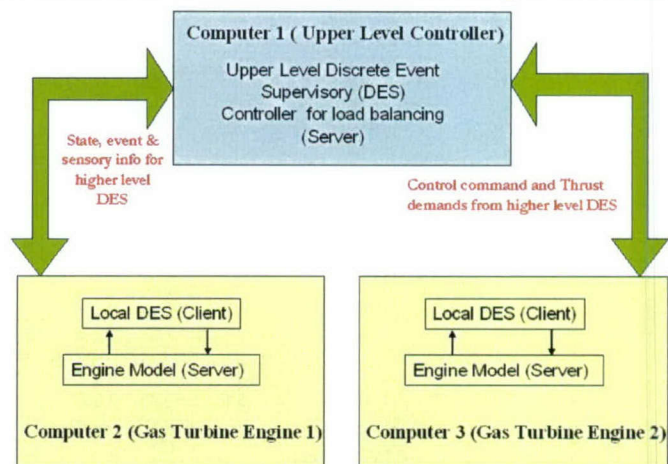 Computer 1 ( Upper Level Controller)
Upper Level Discrete Event
Supervisory (DES)
Controller for load balancing
(Server)
State, event &
sensory info for
higher level
DES
Control command and Thrust
demands from higher level DES
Local DES (Client)
Engine Model (Server)
Computer 2 (Gas Turbine Engine 1)
Local DES (Client)
Engine Model (Server)
Computer 3 (Gas Turbine Engine 2)